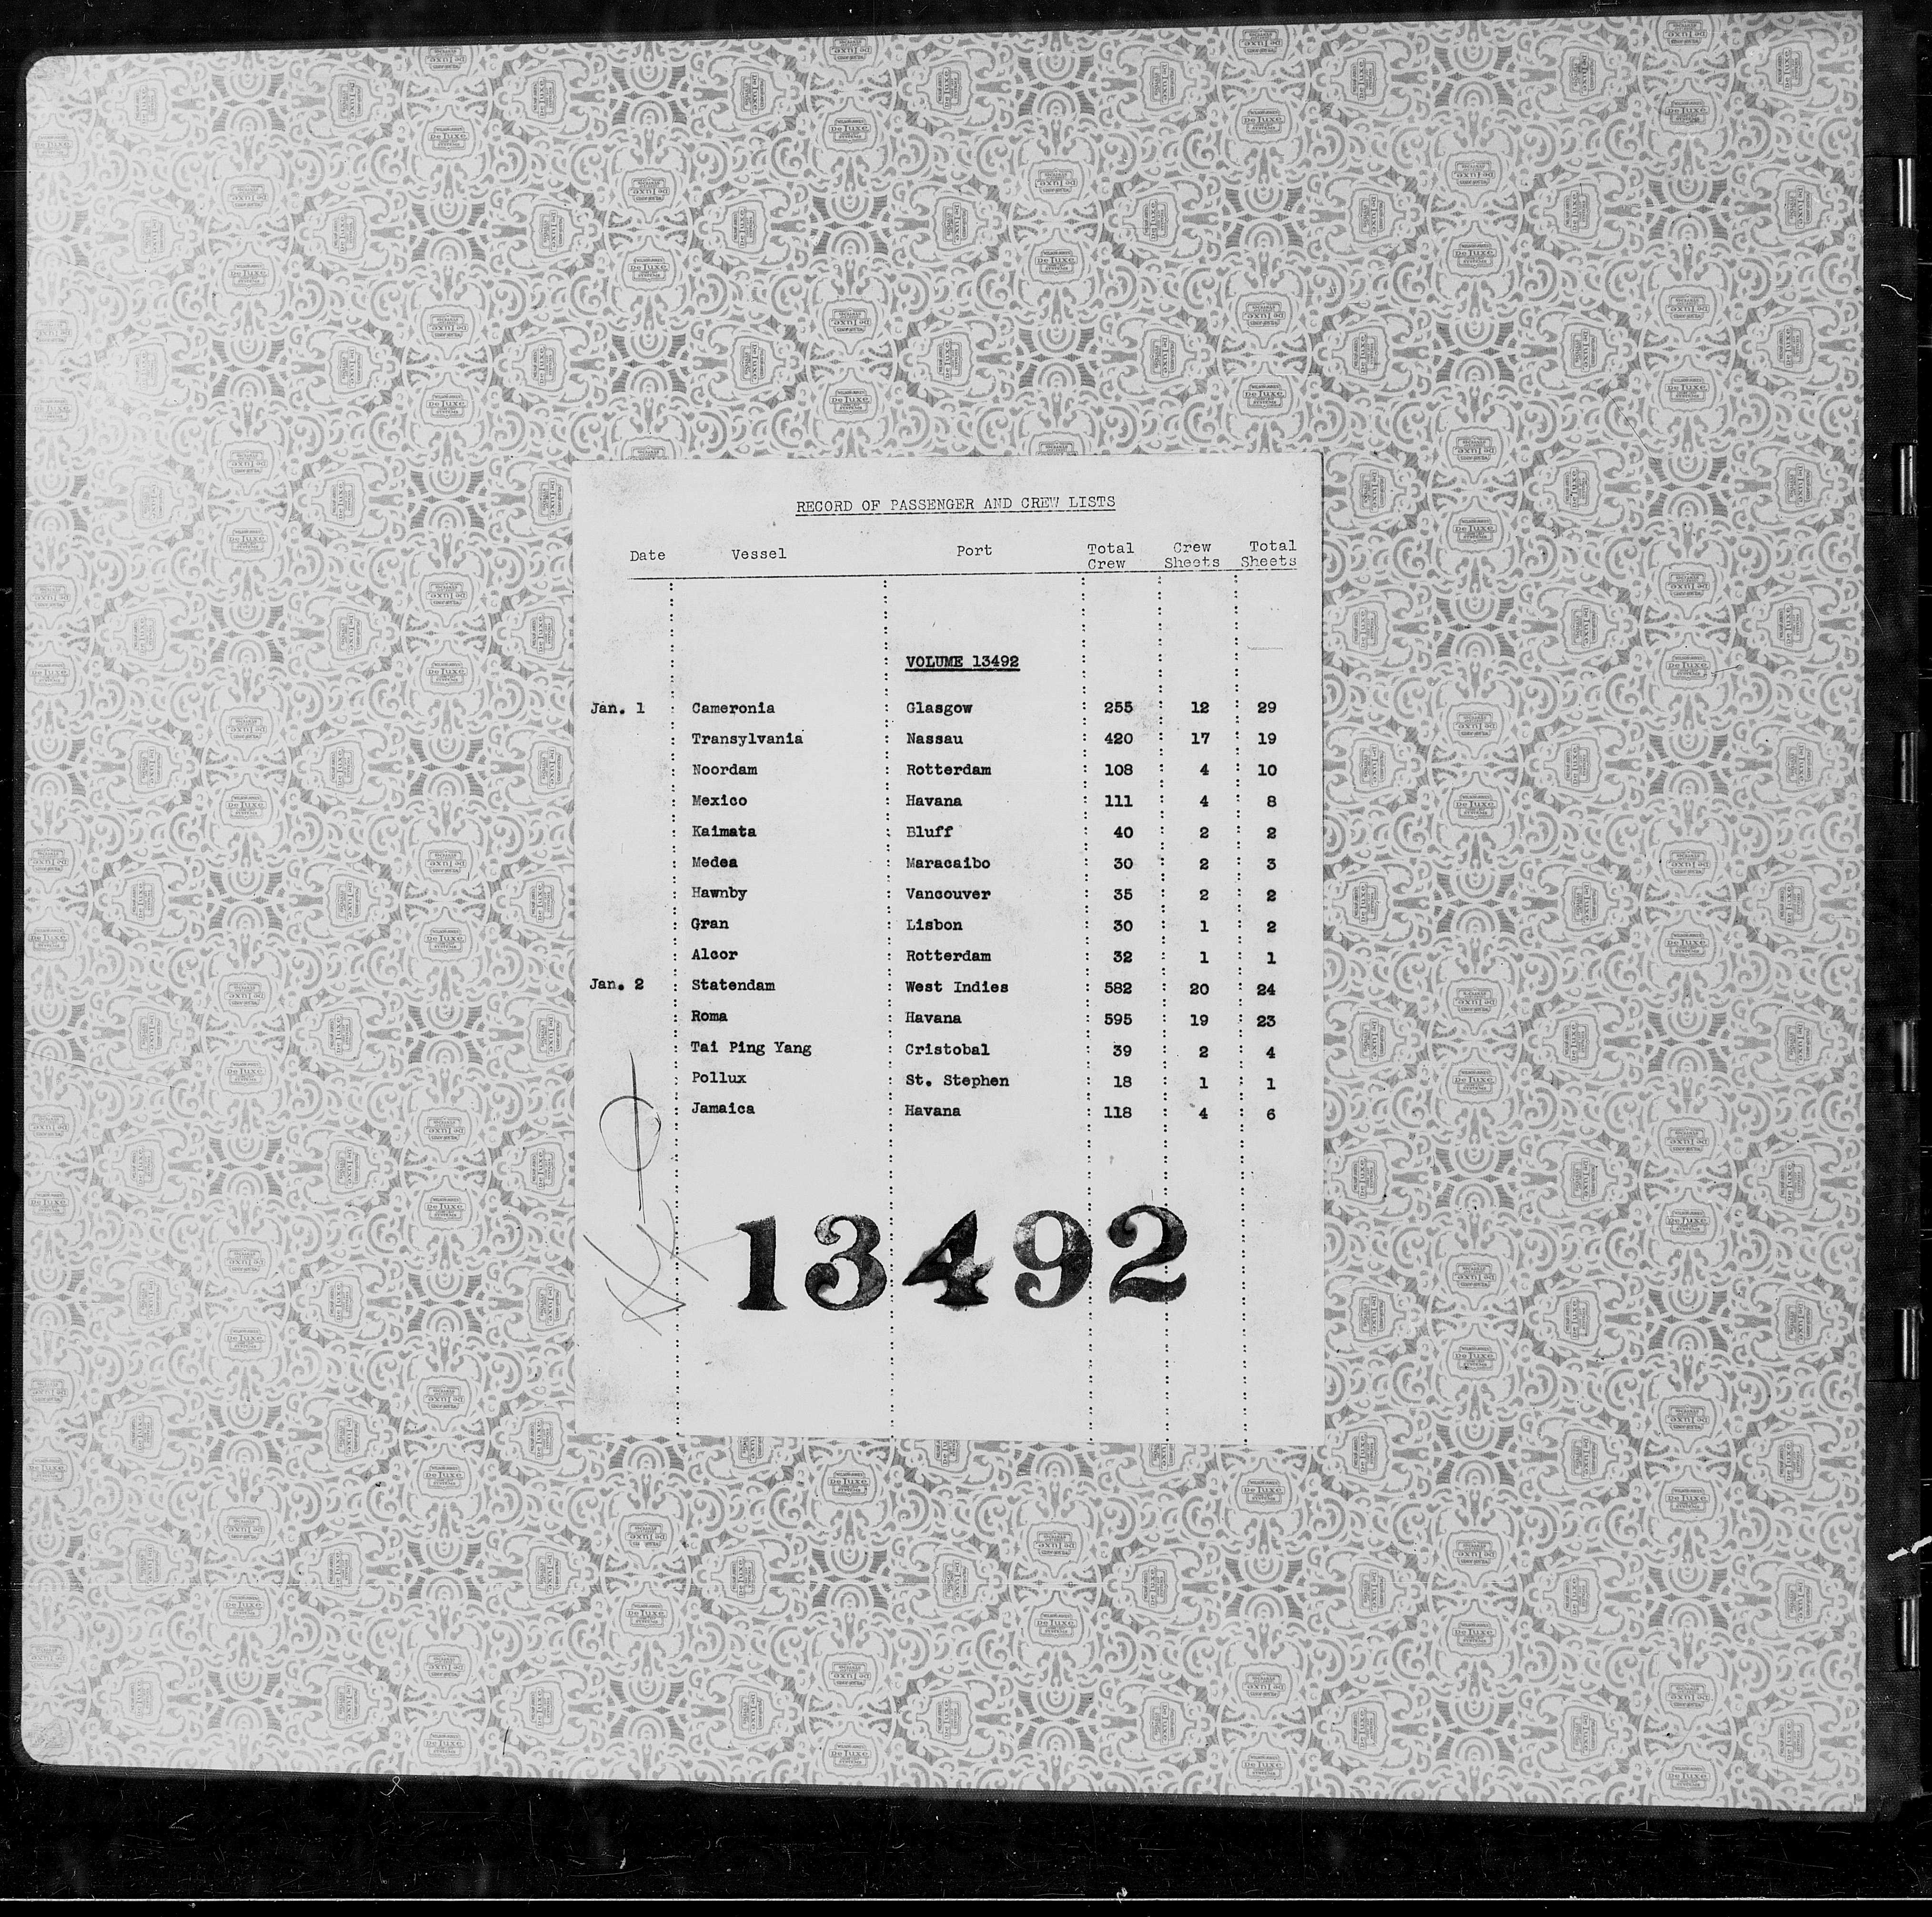 RECORD OF PASSENGER AND CREW LISTS
Date Vessel Port Total Crew Crew Sheets Total Sheets
VOLUME 13492
Jan. 1 Cameronia Glasgow 255 12 29
Transylvania Nassau 420 17 19
Noordam Rotterdam 108 4 10
Mexico Havana 111 4 8
Kaimata Bluff 40 2 2
Medea Maracaibo 30 2 3
Hawnby Vancouver 35 2 2
Gran Lisbon 30 1 2
Alcor Rotterdam 32 1 1
Jan. 2 Statendam West Indies 582 20 24
Roma Havana 595 19 23
Tai Ping Yang Cristobal 39 2 4
Pollux St. Stephen 18 1 1
Jamaica Havana 118 4 6
13492
De Luxe